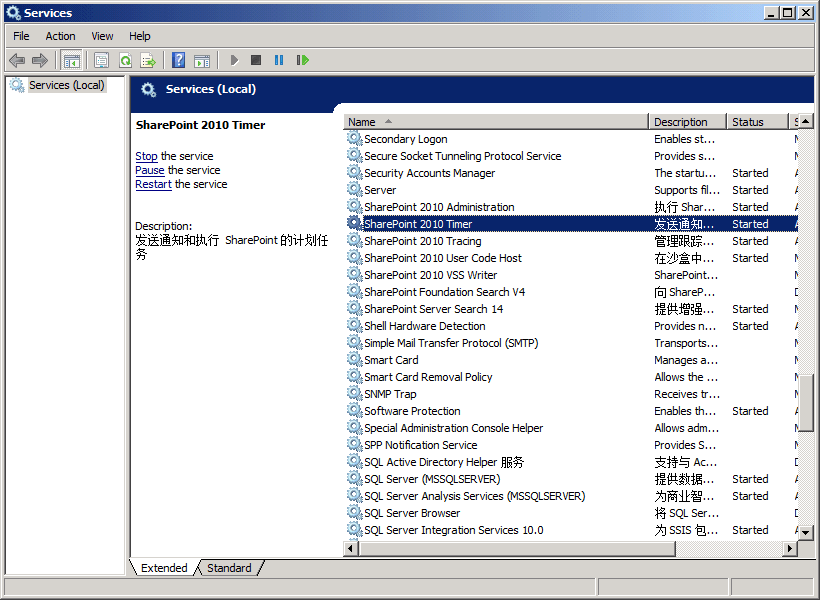 Services
File Action View Help
Services (Local)
Services (Local)
SharePoint 2010 Timer
Stop the service
Pause the service
Restart the service
Description:
发送通知和执行 SharePoint 的计划任
务
Name Description Status S
Secondary Logon Enables st... M
Secure Socket Tunneling Protocol Service Provides s... M
Security Accounts Manager The startu... Started A
Server Supports fil... Started A
SharePoint 2010 Administration 执行 Shar... Started A
SharePoint 2010 Timer 发送通知... Started A
SharePoint 2010 Tracing 管理跟踪... Started A
SharePoint 2010 User Code Host 在沙盒中... Started A
SharePoint 2010 VSS Writer SharePoint... M
SharePoint Foundation Search V4 向 ShareP... D
SharePoint Server Search 14 提供增强... Started M
Shell Hardware Detection Provides n... Started A
Simple Mail Transfer Protocol (SMTP) Transports... M
Smart Card Manages a... M
Smart Card Removal Policy Allows the ... M
SNMP Trap Receives tr... M
Software Protection Enables th... Started A
Special Administration Console Helper Allows adm... M
SPP Notification Service Provides S... M
SQL Active Directory Helper 服务 支持与 Ac... D
SQL Server (MSSQLSERVER) 提供数据... Started A
SQL Server Analysis Services (MSSQLSERVER) 为商业智... Started A
SQL Server Browser 将 SQL Ser... D
SQL Server Integration Services 10.0 为 SSIS 包... Started A
Extended Standard